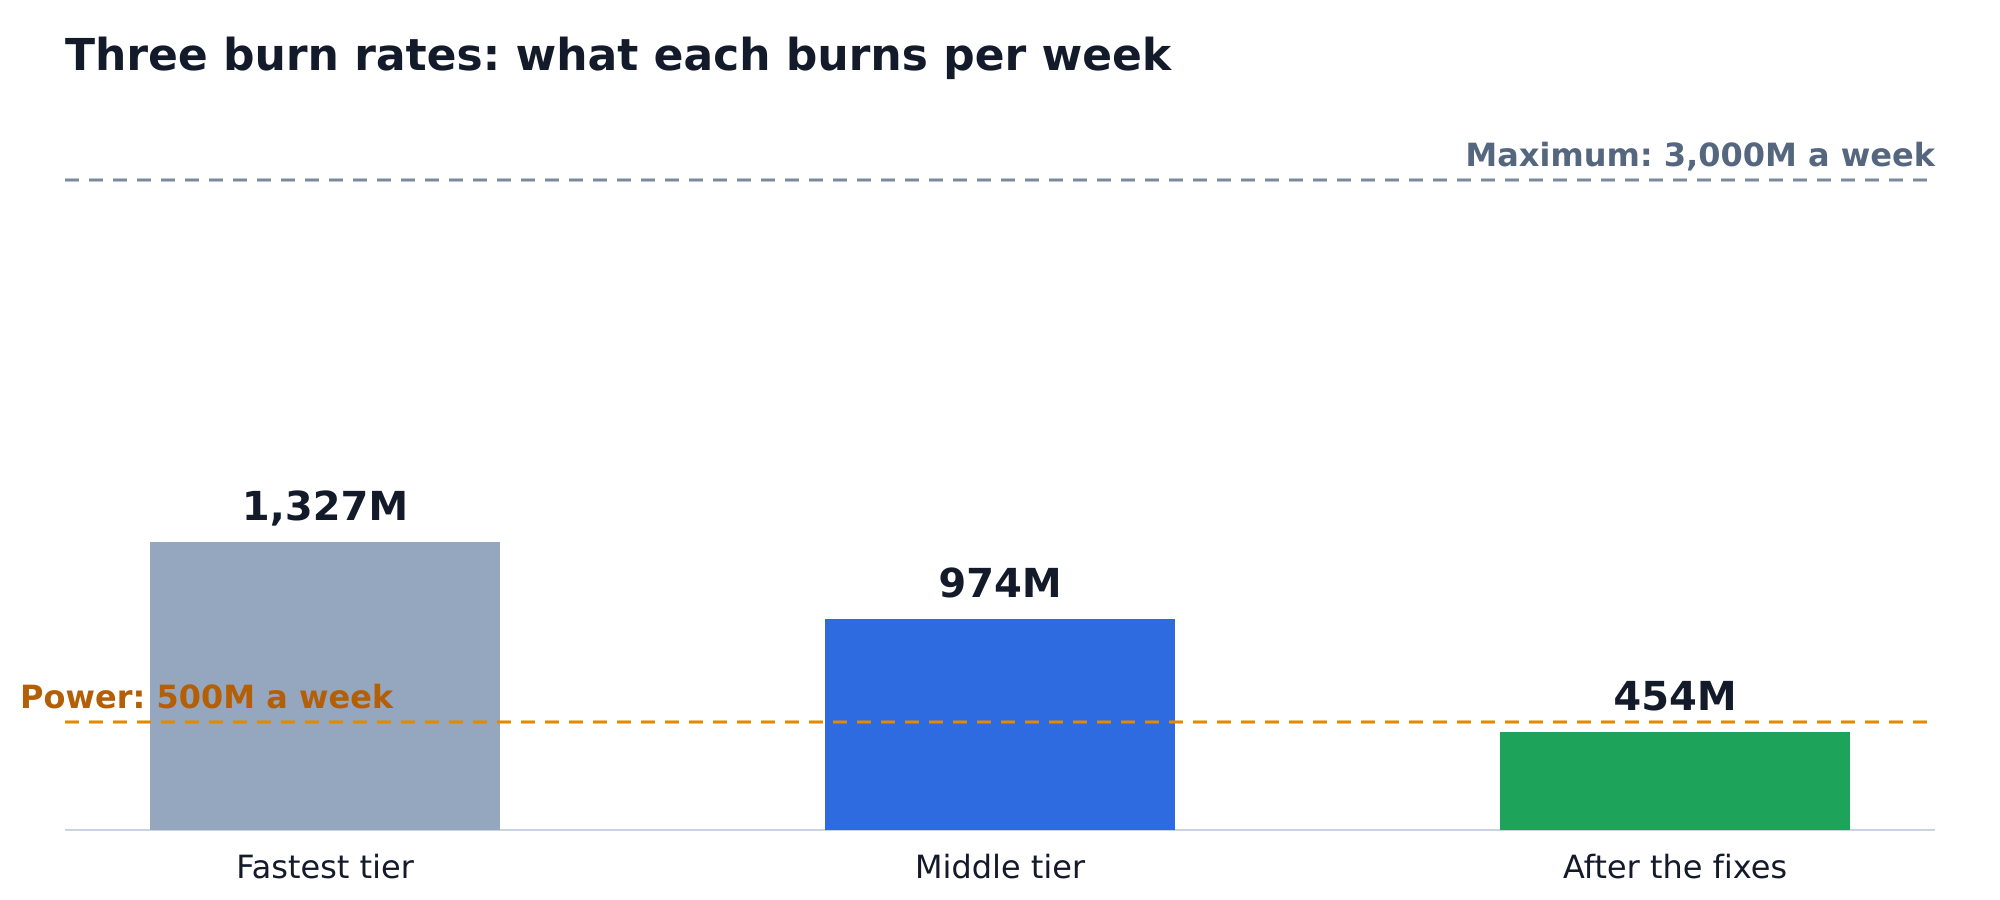 Three burn rates: what each burns per week
Maximum: 3,000M a week
1,327M
974M
Power: 500M a week
454M
Fastest tier
Middle tier
After the fixes